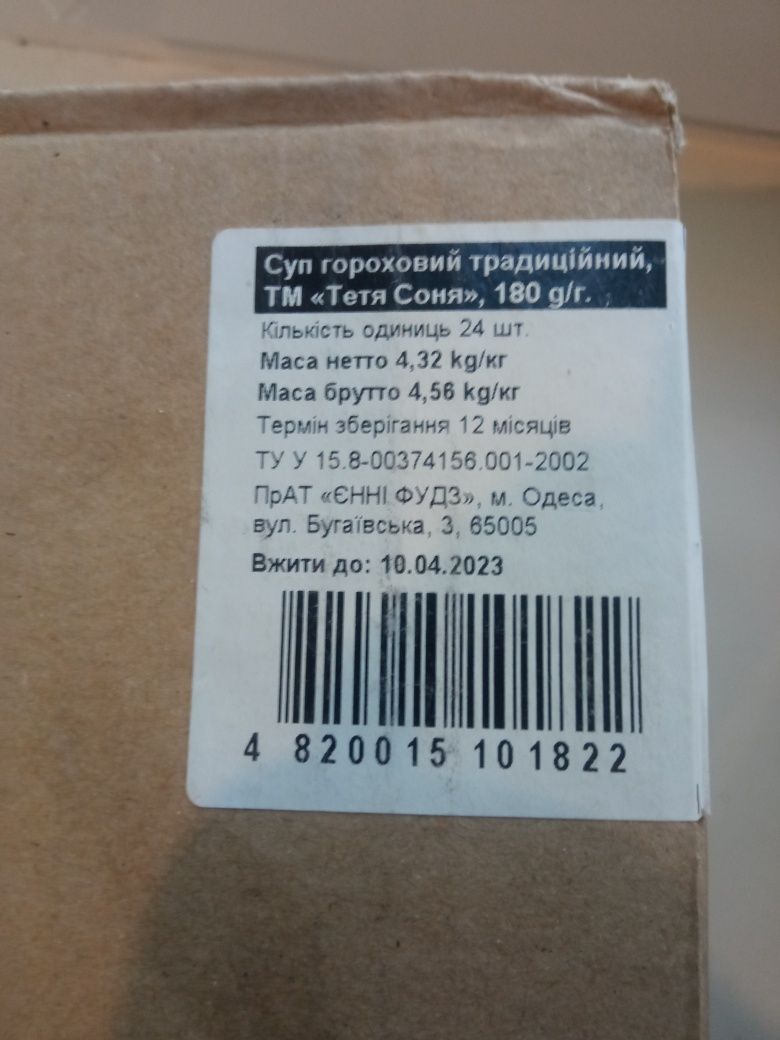 Суп гороховий традиційний,
ТМ «Тетя Соня», 180 g/г.
Кількість одиниць 24 шт.
Маса нетто 4,32 kg/кг
Маса брутто 4,56 kg/кг
Термін зберігання 12 місяців
ТУ У 15.8-00374156.001-2002
ПрАТ «ЄННІ ФУДЗ», м. Одеса,
вул. Бугаївська, 3, 65005
Вжити до: 10.04.2023
4 820015 101822